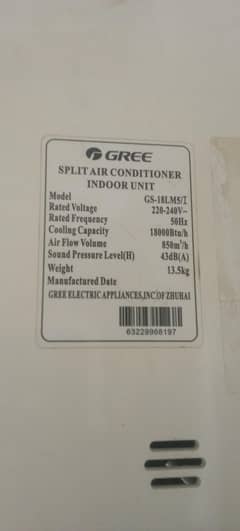 GREE
SPLIT AIR CONDITIONER
INDOOR UNIT
Model GS-18LM5/I
Rated Voltage 220-240V~
Rated Frequency 50Hz
Cooling Capacity 18000Btu/h
Air Flow Volume 850m³/h
Sound Pressure Level(H) 43dB(A)
Weight 13.5kg
Manufactured Date
GREE ELECTRIC APPLIANCES,INC.OF ZHUHAI
63229968197